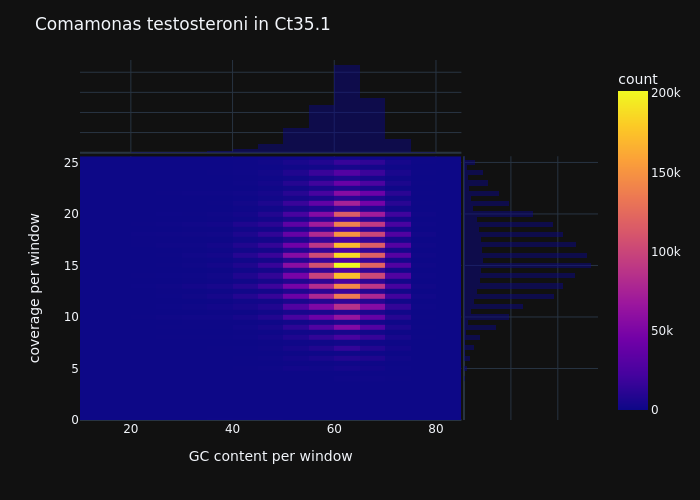 Comamonas testosteroni in Ct35.1
count
200k
150k
100k
50k
0
25
20
15
10
5
0
coverage per window
20
40
60
80
GC content per window